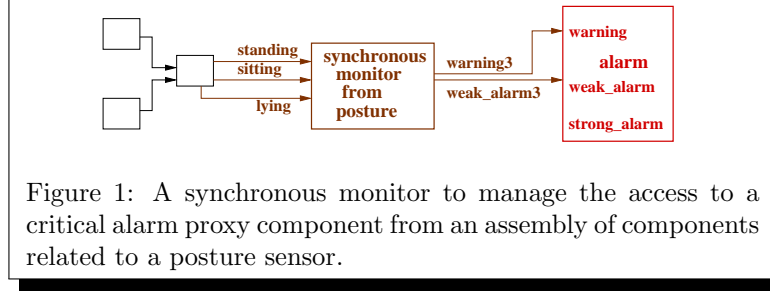 standing
sitting
lying
synchronous
monitor
from
posture
warning3
weak_alarm3
warning
alarm
weak_alarm
strong_alarm
Figure 1: A synchronous monitor to manage the access to a
critical alarm proxy component from an assembly of components
related to a posture sensor.